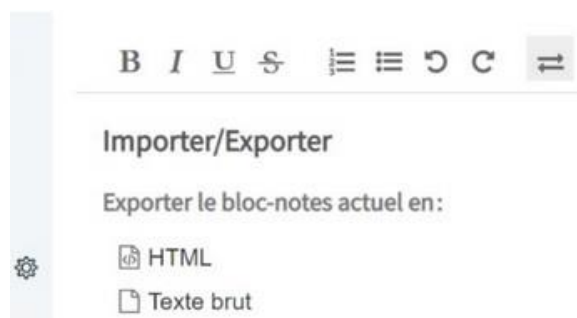 B I U S
Importer/Exporter
Exporter le bloc-notes actuel en :
HTML
Texte brut